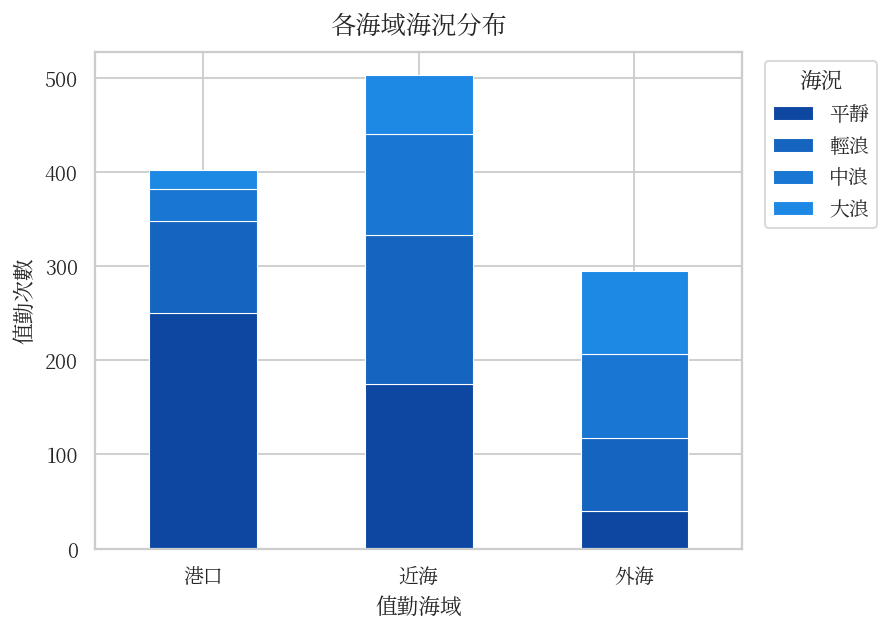 各海域海況分布
值勤次數
500
400
300
200
100
0
港口
近海
外海
值勤海域
海況
平靜
輕浪
中浪
大浪